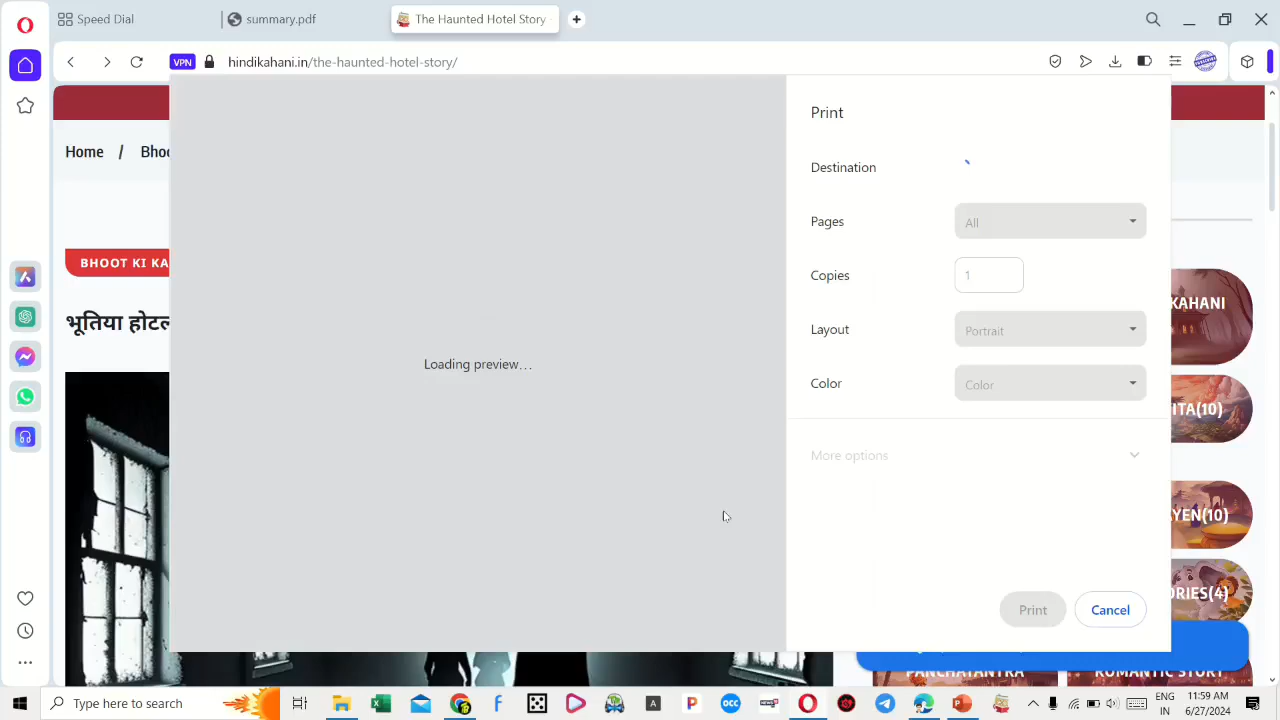 Speed Dial
summary.pdf
The Haunted Hotel Story
VPN
hindikahani.in/the-haunted-hotel-story/
Home / Bhoo
BHOOT KI KA
भूतिया होटल
Loading preview...
Print
Destination
Pages
All
Copies
1
Layout
Portrait
Color
Color
More options
Print
Cancel
KAHANI
ITA(10)
YEN(10)
ORIES(4)
PANCHATANTRA
ROMANTIC STORY
Type here to search
occ
ENG
IN
11:59 AM
6/27/2024